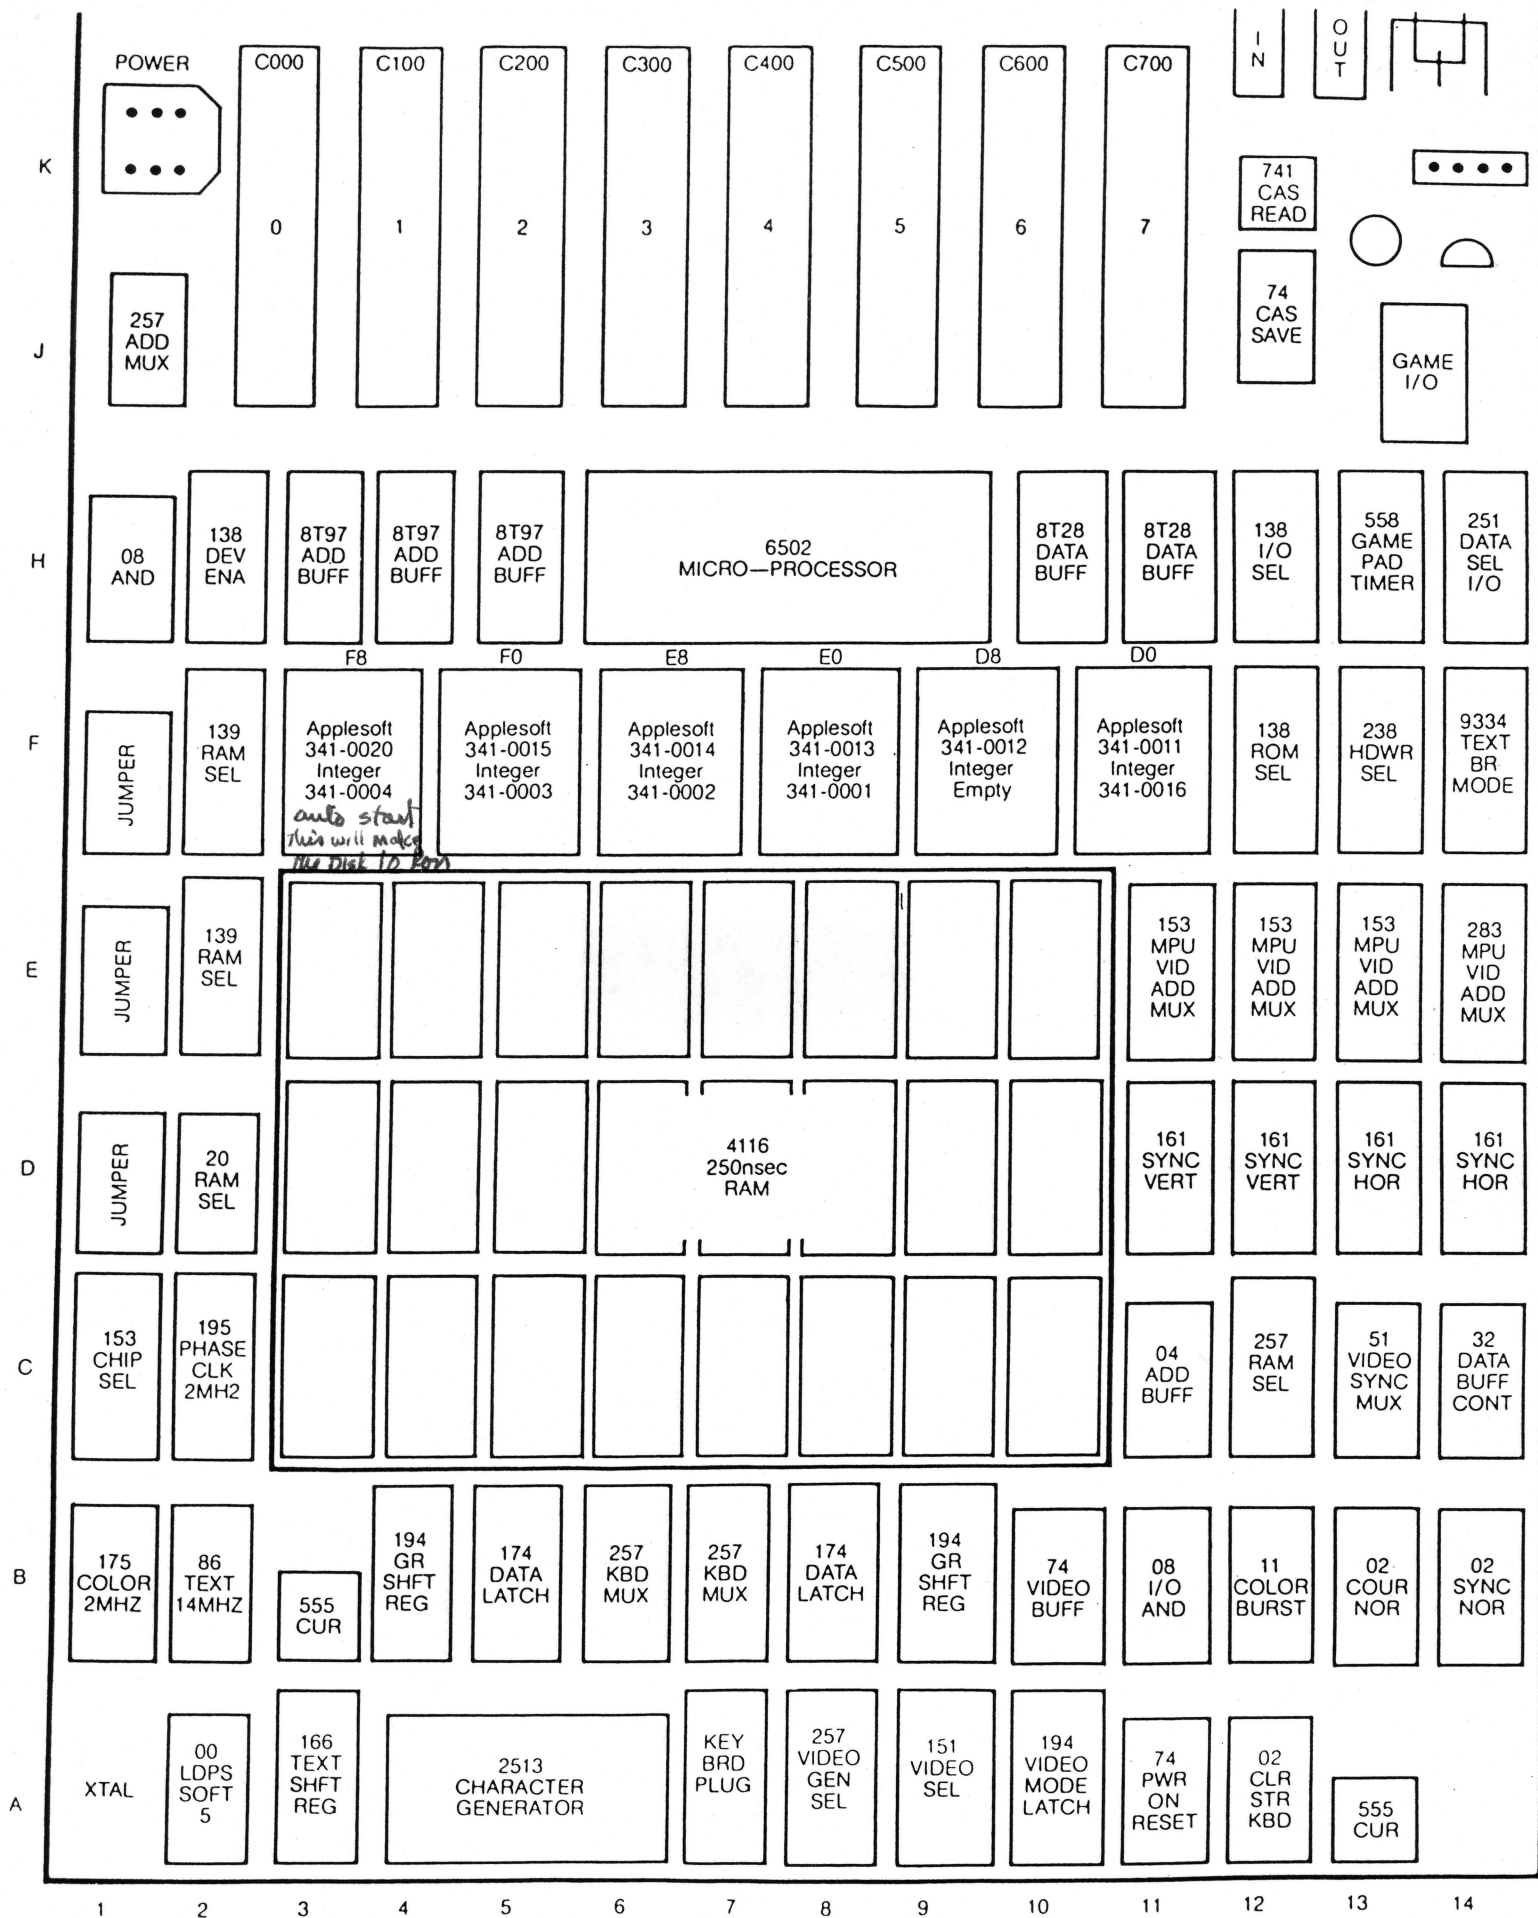 POWER
C000
C100
C200
C300
C400
C500
C600
C700
IN
OUT
K
0
1
2
3
4
5
6
7
741
CAS
READ
J
257
ADD
MUX
74
CAS
SAVE
GAME
I/O
H
08
AND
138
DEV
ENA
8T97
ADD
BUFF
8T97
ADD
BUFF
8T97
ADD
BUFF
6502
MICRO—PROCESSOR
8T28
DATA
BUFF
8T28
DATA
BUFF
138
I/O
SEL
558
GAME
PAD
TIMER
251
DATA
SEL
I/O
F8
F0
E8
E0
D8
D0
F
JUMPER
139
RAM
SEL
Applesoft
341-0020
Integer
341-0004
auto start
This will make
the Disk to Run
Applesoft
341-0015
Integer
341-0003
Applesoft
341-0014
Integer
341-0002
Applesoft
341-0013
Integer
341-0001
Applesoft
341-0012
Integer
Empty
Applesoft
341-0011
Integer
341-0016
138
ROM
SEL
238
HDWR
SEL
9334
TEXT
BR
MODE
E
JUMPER
139
RAM
SEL
153
MPU
VID
ADD
MUX
153
MPU
VID
ADD
MUX
153
MPU
VID
ADD
MUX
283
MPU
VID
ADD
MUX
D
JUMPER
20
RAM
SEL
4116
250nsec
RAM
161
SYNC
VERT
161
SYNC
VERT
161
SYNC
HOR
161
SYNC
HOR
C
153
CHIP
SEL
195
PHASE
CLK
2MH2
04
ADD
BUFF
257
RAM
SEL
51
VIDEO
SYNC
MUX
32
DATA
BUFF
CONT
B
175
COLOR
2MHZ
86
TEXT
14MHZ
555
CUR
194
GR
SHFT
REG
174
DATA
LATCH
257
KBD
MUX
257
KBD
MUX
174
DATA
LATCH
194
GR
SHFT
REG
74
VIDEO
BUFF
08
I/O
AND
11
COLOR
BURST
02
COUR
NOR
02
SYNC
NOR
A
XTAL
00
LDPS
SOFT
5
166
TEXT
SHFT
REG
2513
CHARACTER
GENERATOR
KEY
BRD
PLUG
257
VIDEO
GEN
SEL
151
VIDEO
SEL
194
VIDEO
MODE
LATCH
74
PWR
ON
RESET
02
CLR
STR
KBD
555
CUR
1 2 3 4 5 6 7 8 9 10 11 12 13 14